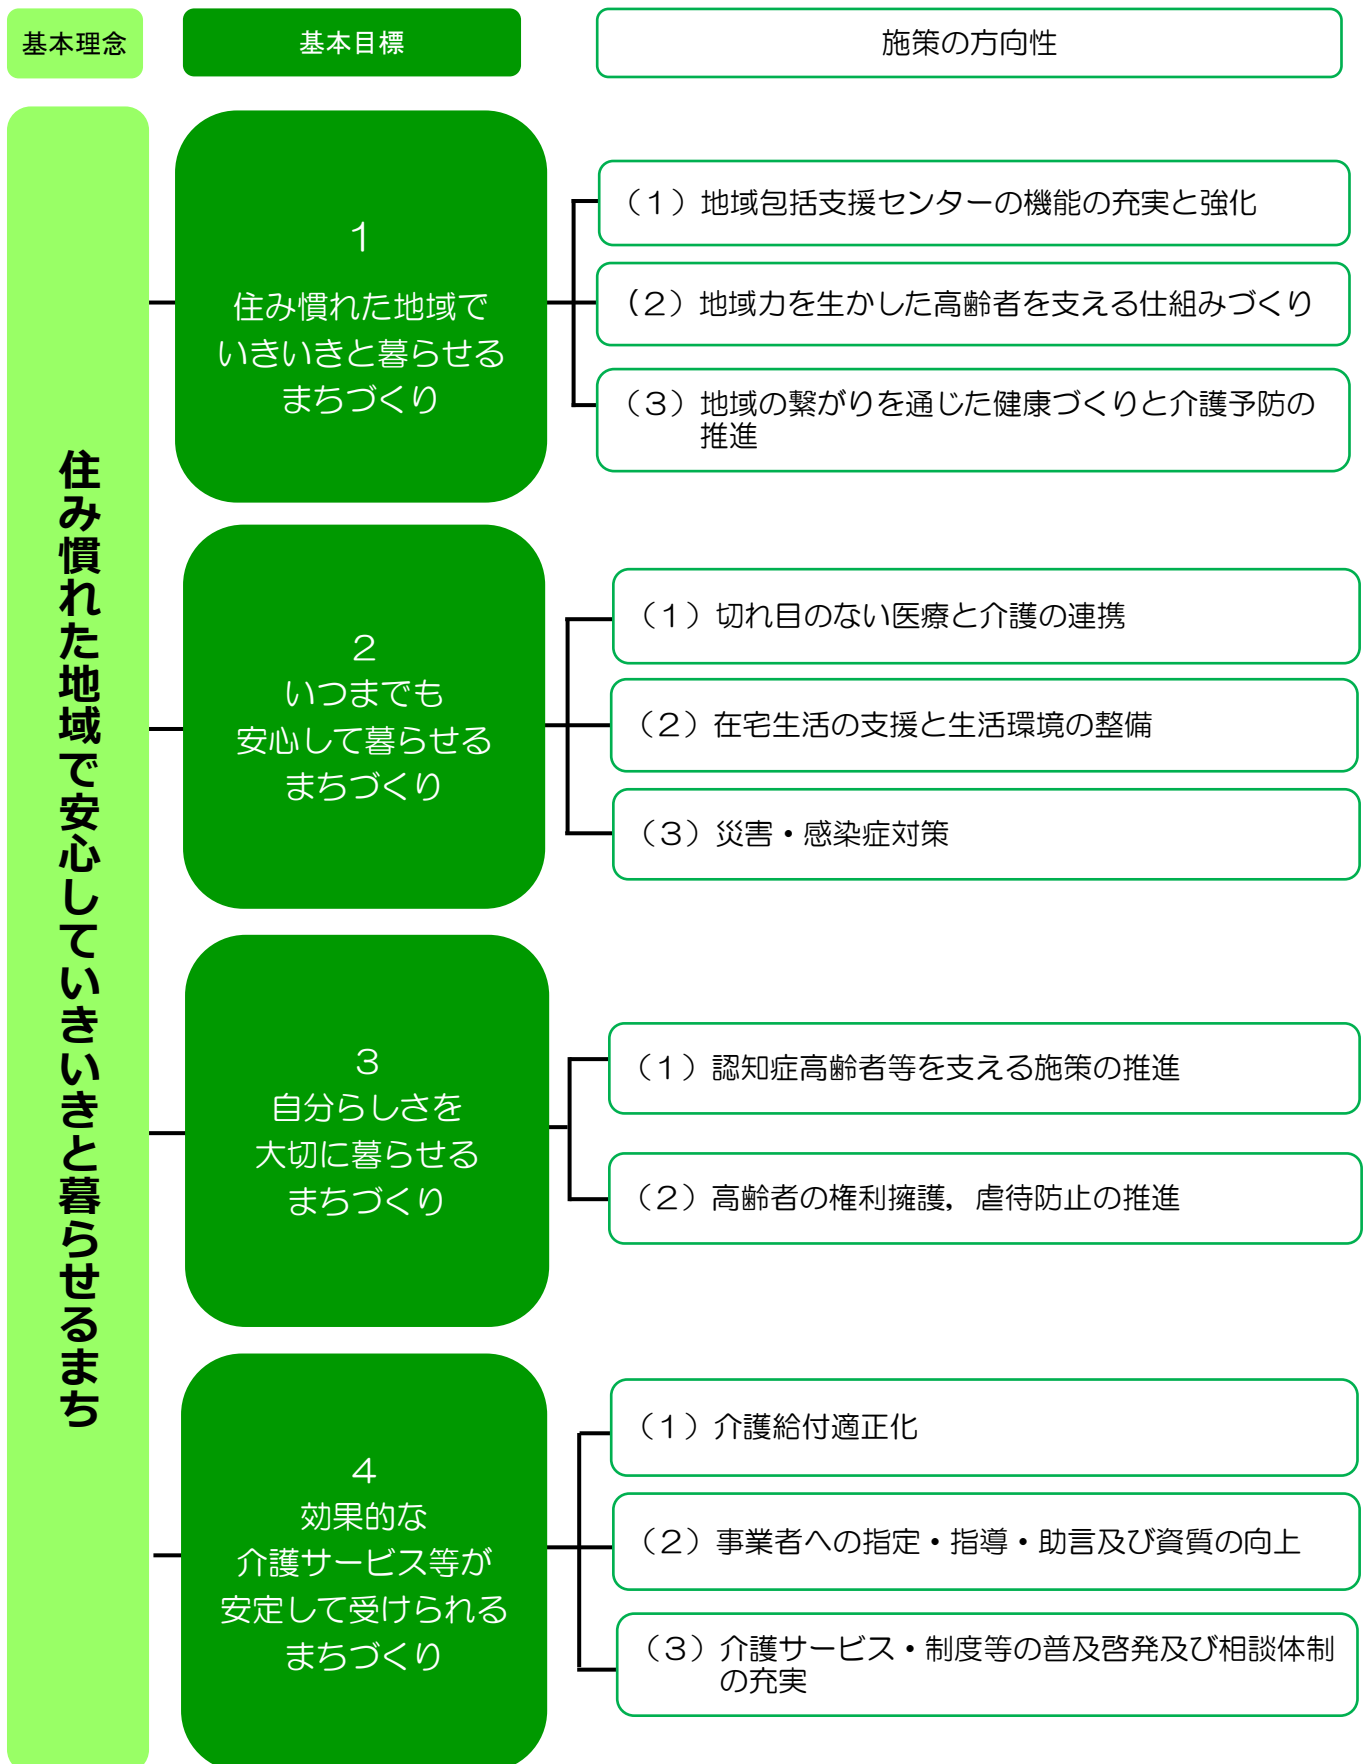 基本理念
基本目標
施策の方向性
住み慣れた地域で安心していきいきと暮らせるまち
１
住み慣れた地域で
いきいきと暮らせる
まちづくり
（１）地域包括支援センターの機能の充実と強化
（２）地域力を生かした高齢者を支える仕組みづくり
（３）地域の繋がりを通じた健康づくりと介護予防の
推進
２
いつまでも
安心して暮らせる
まちづくり
（１）切れ目のない医療と介護の連携
（２）在宅生活の支援と生活環境の整備
（３）災害・感染症対策
３
自分らしさを
大切に暮らせる
まちづくり
（１）認知症高齢者等を支える施策の推進
（２）高齢者の権利擁護，虐待防止の推進
４
効果的な
介護サービス等が
安定して受けられる
まちづくり
（１）介護給付適正化
（２）事業者への指定・指導・助言及び資質の向上
（３）介護サービス・制度等の普及啓発及び相談体制
の充実